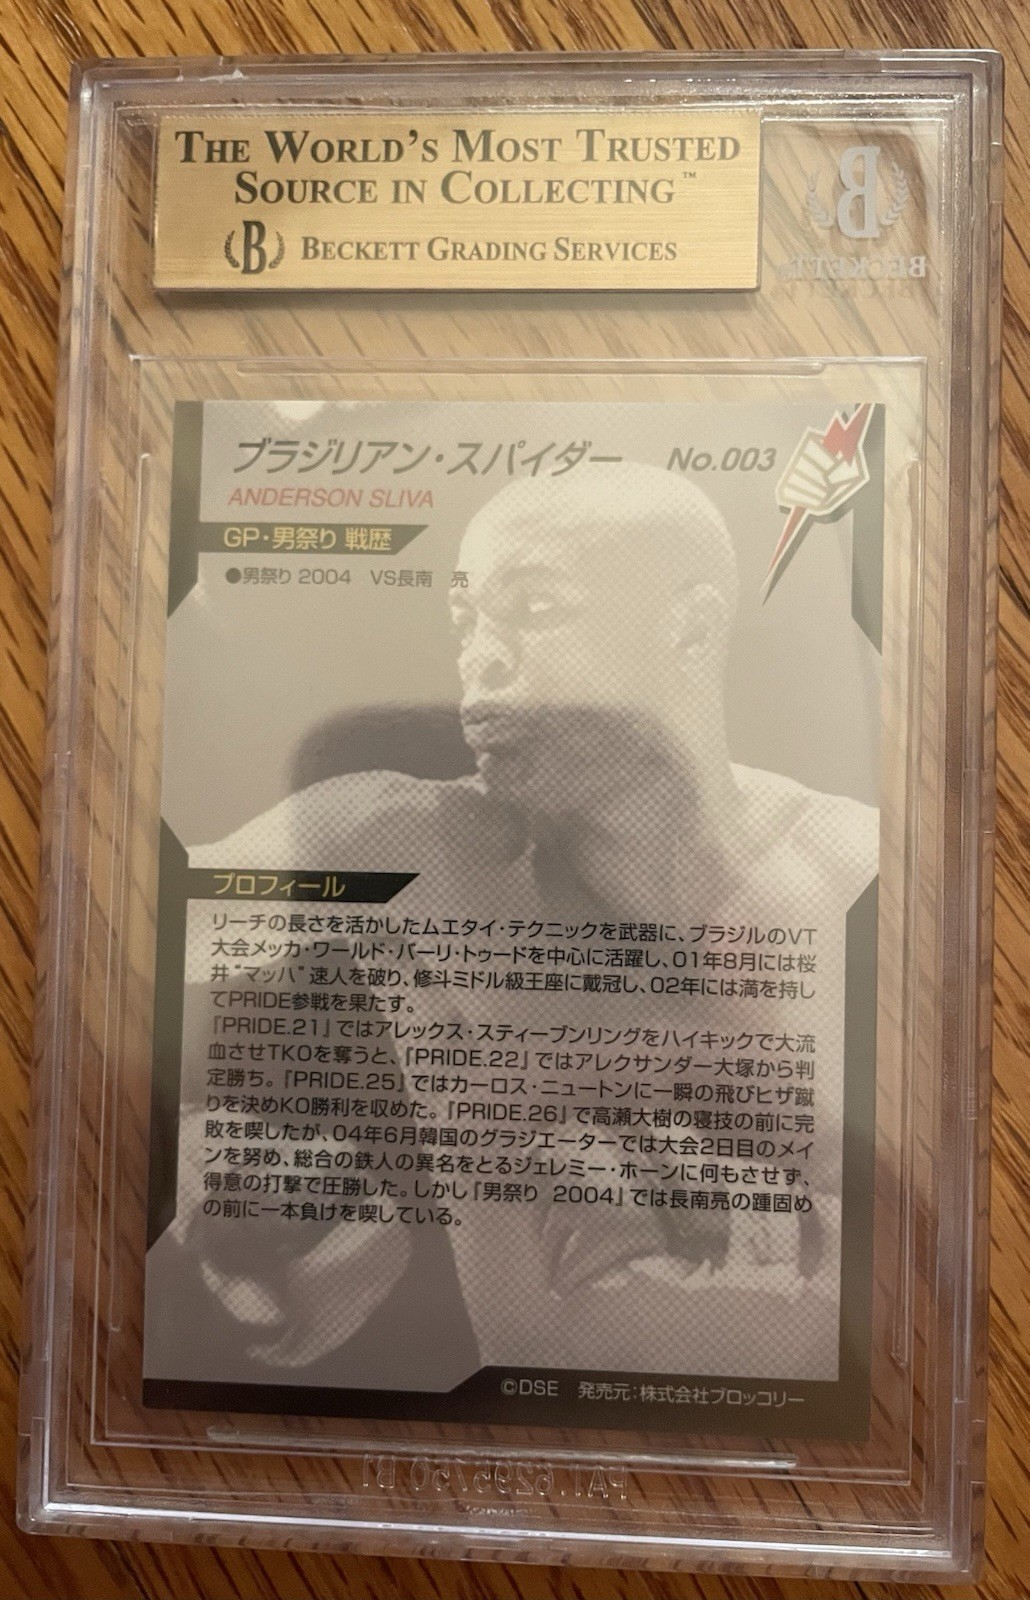 THE WORLD'S MOST TRUSTED
SOURCE IN COLLECTING™
B BECKETT GRADING SERVICES
B
BECKETT
ブラジリアン・スパイダー No.003
ANDERSON SLIVA
GP・男祭り 戦歴
●男祭り 2004 VS長南 亮
プロフィール
リーチの長さを活かしたムエタイ・テクニックを武器に、ブラジルのVT
大会メッカ・ワールド・バーリ・トゥードを中心に活躍し、01年8月には桜
井“マッハ”速人を破り、修斗ミドル級王座に戴冠し、02年には満を持し
てPRIDE参戦を果たす。
『PRIDE.21』ではアレックス・スティーブンリングをハイキックで大流
血させTKOを奪うと、『PRIDE.22』ではアレクサンダー大塚から判
定勝ち。『PRIDE.25』ではカーロス・ニュートンに一瞬の飛びヒザ蹴
りを決めKO勝利を収めた。『PRIDE.26』で高瀬大樹の寝技の前に完
敗を喫したが、04年6月韓国のグラジエーターでは大会2日目のメイ
ンを努め、総合の鉄人の異名をとるジェレミー・ホーンに何もさせず、
得意の打撃で圧勝した。しかし『男祭り 2004』では長南亮の踵固め
の前に一本負けを喫している。
©DSE 発売元：株式会社ブロッコリー